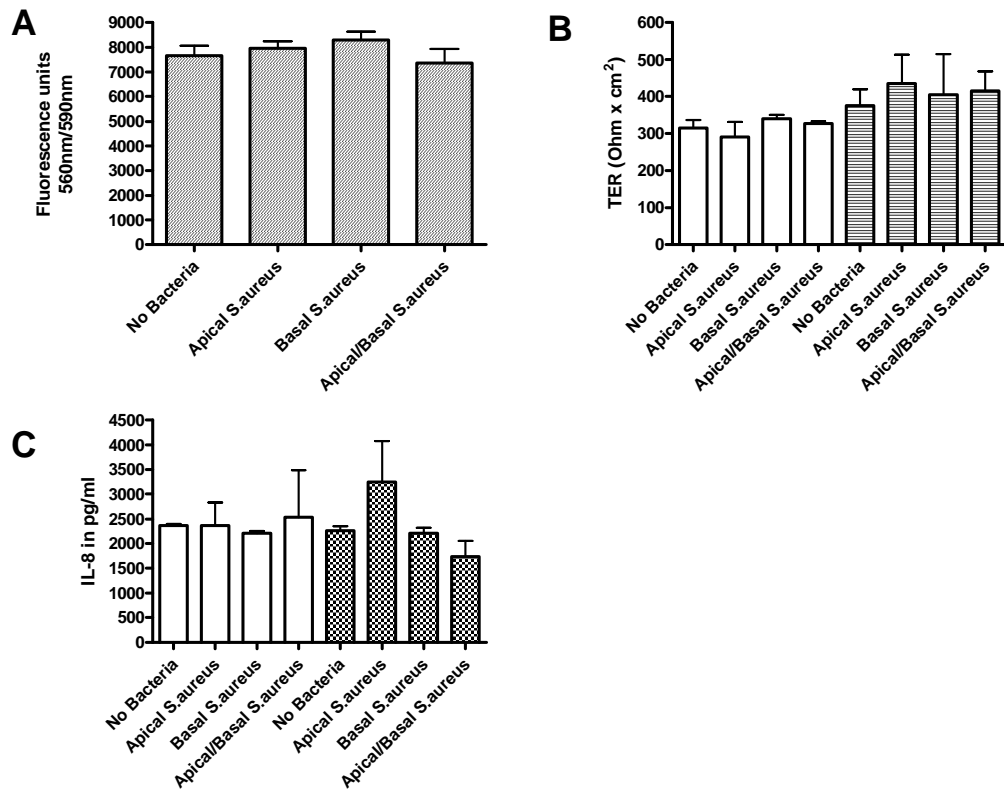 A
Fluorescence units
560nm/590nm
9000
8000
7000
6000
5000
4000
3000
2000
1000
0
No Bacteria
Apical S.aureus
Basal S.aureus
Apical/Basal S.aureus
B
TER (Ohm x cm²)
600
500
400
300
200
100
0
No Bacteria
Apical S.aureus
Basal S.aureus
Apical/Basal S.aureus
No Bacteria
Apical S.aureus
Basal S.aureus
Apical/Basal S.aureus
C
IL-8 in pg/ml
4500
4000
3500
3000
2500
2000
1500
1000
500
0
No Bacteria
Apical S.aureus
Basal S.aureus
Apical/Basal S.aureus
No Bacteria
Apical S.aureus
Basal S.aureus
Apical/Basal S.aureus